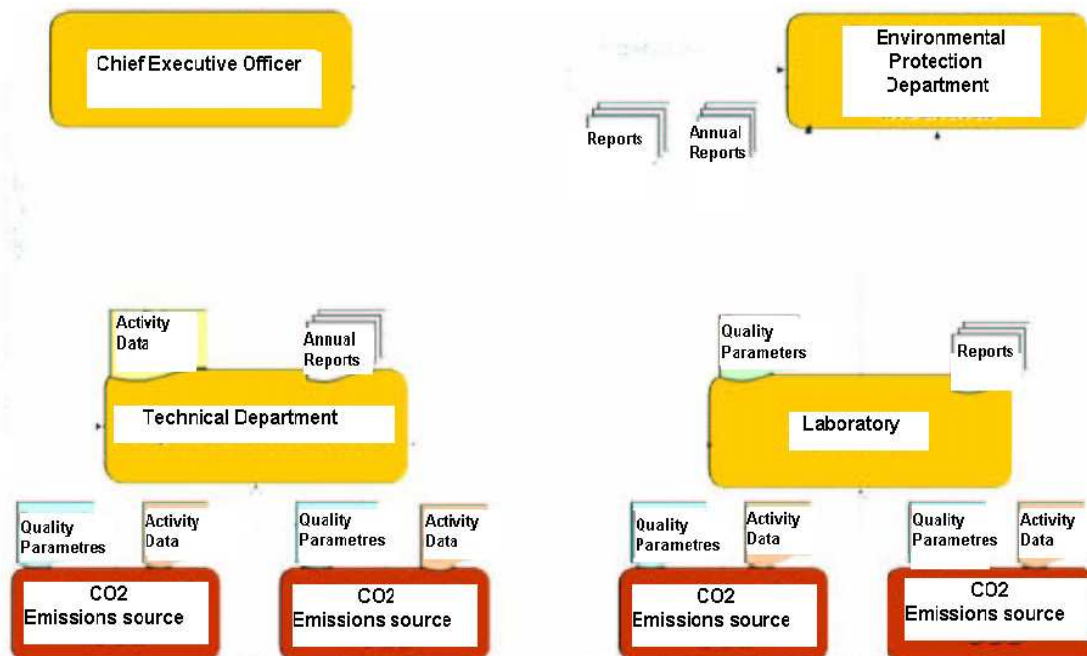 Chief Executive Officer
Environmental
Protection
Department
Reports
Annual
Reports
Activity
Data
Annual
Reports
Quality
Parameters
Reports
Technical Department
Laboratory
Quality
Parametres
Activity
Data
Quality
Parametres
Activity
Data
Quality
Parametres
Activity
Data
Quality
Parametres
Activity
Data
CO2
Emissions source
CO2
Emissions source
CO2
Emissions source
CO2
Emissions source